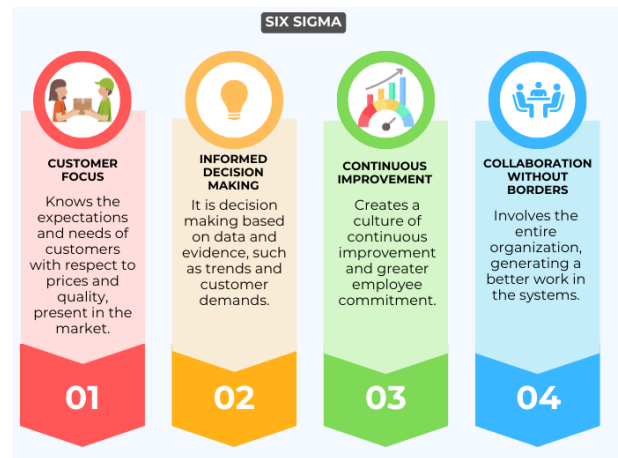 SIX SIGMA
CUSTOMER
FOCUS
Knows the
expectations
and needs of
customers
with respect to
prices and
quality,
present in the
market.
01
INFORMED
DECISION
MAKING
It is decision
making based
on data and
evidence, such
as trends and
customer
demands.
02
CONTINUOUS
IMPROVEMENT
Creates a
culture of
continuous
improvement
and greater
employee
commitment.
03
COLLABORATION
WITHOUT
BORDERS
Involves the
entire
organization,
generating a
better work in
the systems.
04